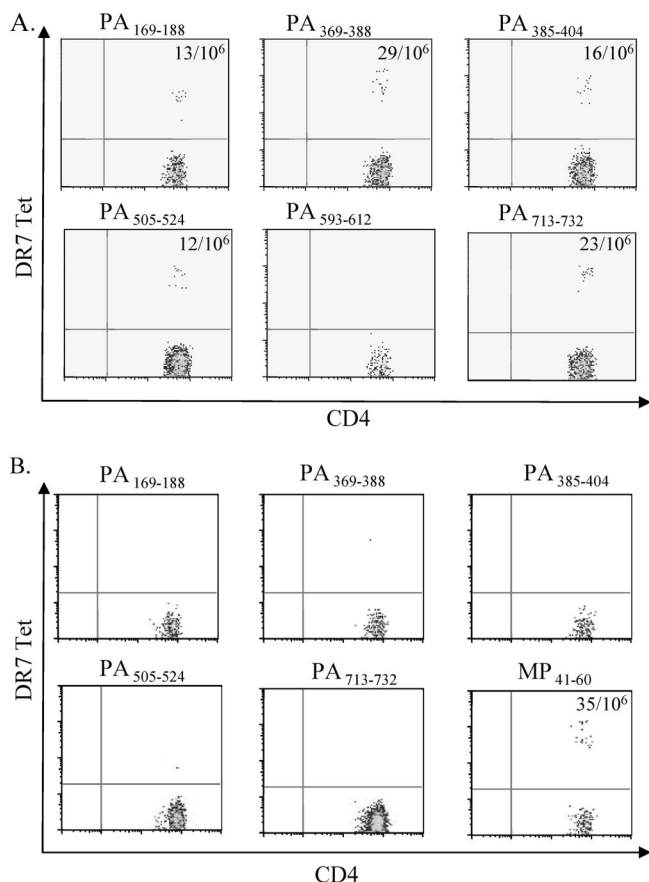 A.
PA 169-188 PA 369-388 PA 385-404
13/10⁶ 29/10⁶ 16/10⁶
PA 505-524 PA 593-612 PA 713-732
12/10⁶ 23/10⁶
DR7 Tet
CD4
B.
PA 169-188 PA 369-388 PA 385-404
PA 505-524 PA 713-732 MP 41-60
35/10⁶
DR7 Tet
CD4